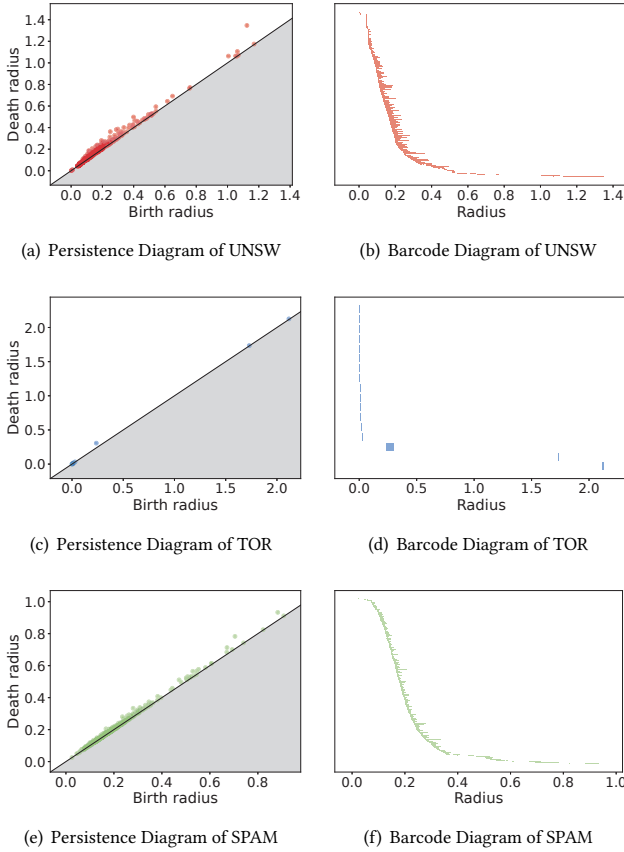 1.4
1.2
1.0
0.8
0.6
0.4
0.2
0.0
Death radius
0.0 0.2 0.4 0.6 0.8 1.0 1.2 1.4
Birth radius
0.0 0.2 0.4 0.6 0.8 1.0 1.2 1.4
Radius
(a) Persistence Diagram of UNSW
(b) Barcode Diagram of UNSW
2.0
1.5
1.0
0.5
0.0
Death radius
0.0 0.5 1.0 1.5 2.0
Birth radius
0.0 0.5 1.0 1.5 2.0
Radius
(c) Persistence Diagram of TOR
(d) Barcode Diagram of TOR
1.0
0.8
0.6
0.4
0.2
0.0
Death radius
0.0 0.2 0.4 0.6 0.8
Birth radius
0.0 0.2 0.4 0.6 0.8 1.0
Radius
(e) Persistence Diagram of SPAM
(f) Barcode Diagram of SPAM